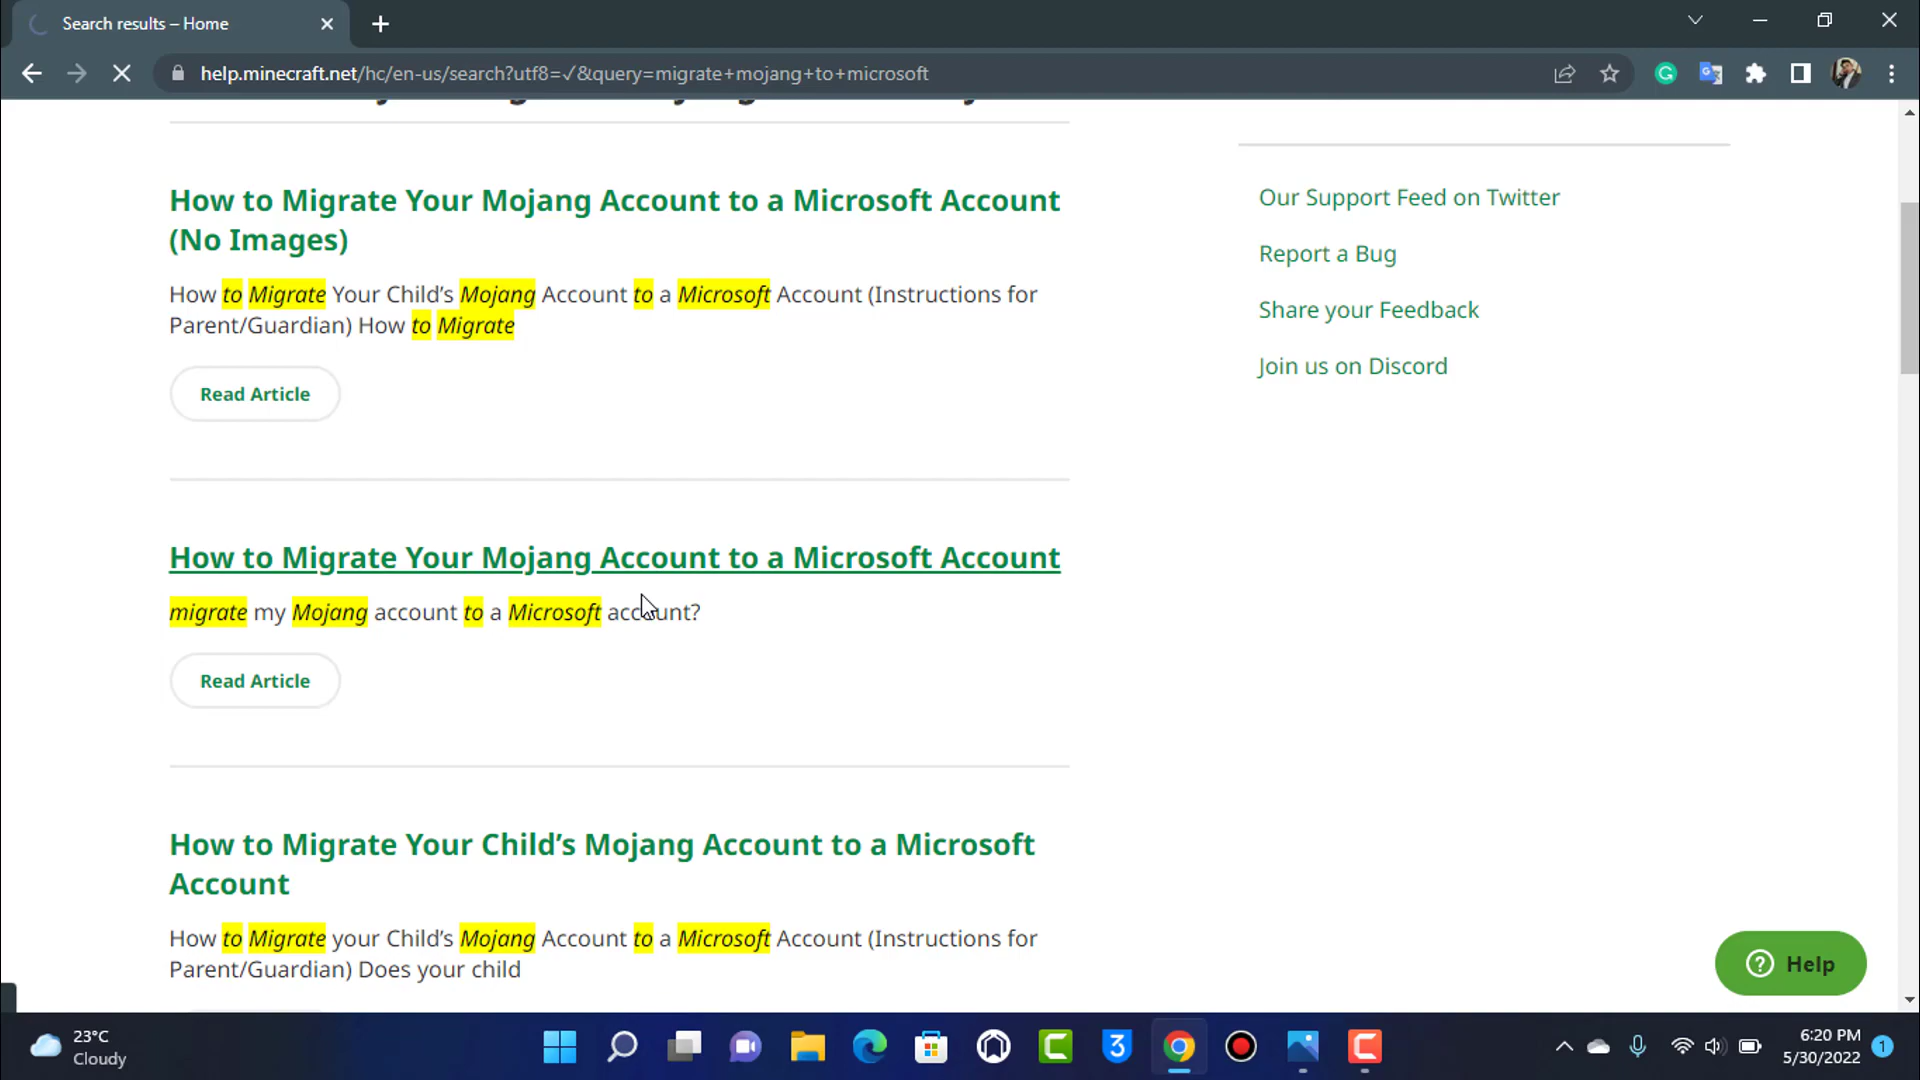 Search results – Home
help.minecraft.net/hc/en-us/search?utf8=✓&query=migrate+mojang+to+microsoft
How to Migrate Your Mojang Account to a Microsoft Account
(No Images)
How to Migrate Your Child’s Mojang Account to a Microsoft Account (Instructions for
Parent/Guardian) How to Migrate
Read Article
How to Migrate Your Mojang Account to a Microsoft Account
migrate my Mojang account to a Microsoft account?
Read Article
How to Migrate Your Child’s Mojang Account to a Microsoft
Account
How to Migrate your Child’s Mojang Account to a Microsoft Account (Instructions for
Parent/Guardian) Does your child
Our Support Feed on Twitter
Report a Bug
Share your Feedback
Join us on Discord
Help
23°C
Cloudy
6:20 PM
5/30/2022
1